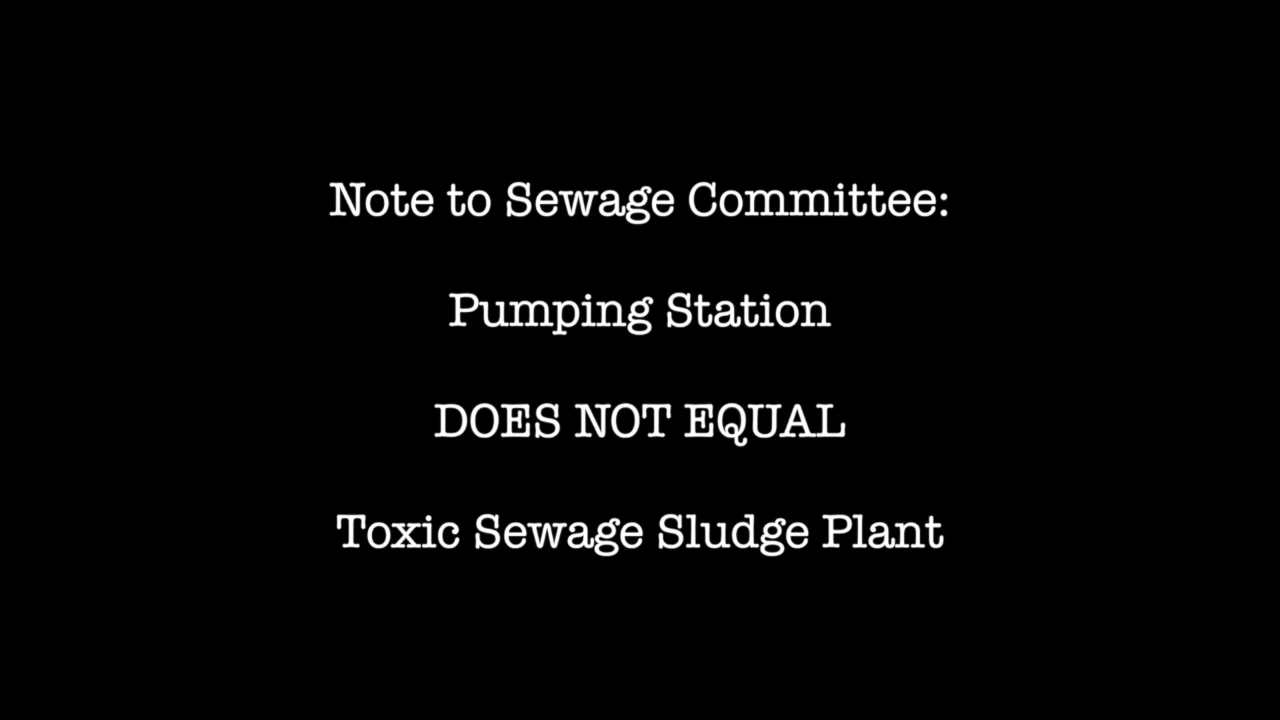 Note to Sewage Committee:
Pumping Station
DOES NOT EQUAL
Toxic Sewage Sludge Plant